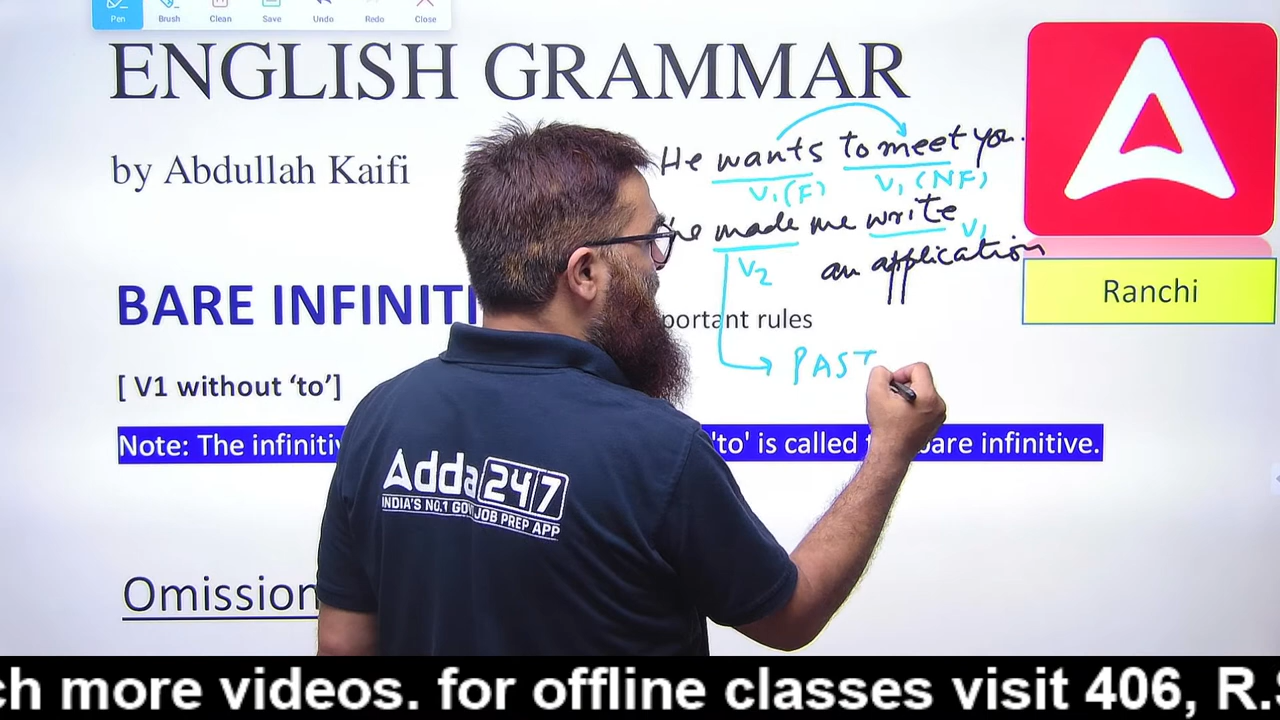 Pen Brush Clean Save Undo Redo Close
ENGLISH GRAMMAR
by Abdullah Kaifi
He wants to meet you.
V1 (F) V1 (NF)
made me write V1
V2 an application
Ranchi
BARE INFINITI
portant rules
PAST
[ V1 without ‘to’]
Note: The infinitiv 'to' is called bare infinitive.
Adda 247
INDIA'S NO.1 GOV JOB PREP APP
Omission
ch more videos. for offline classes visit 406, R.S